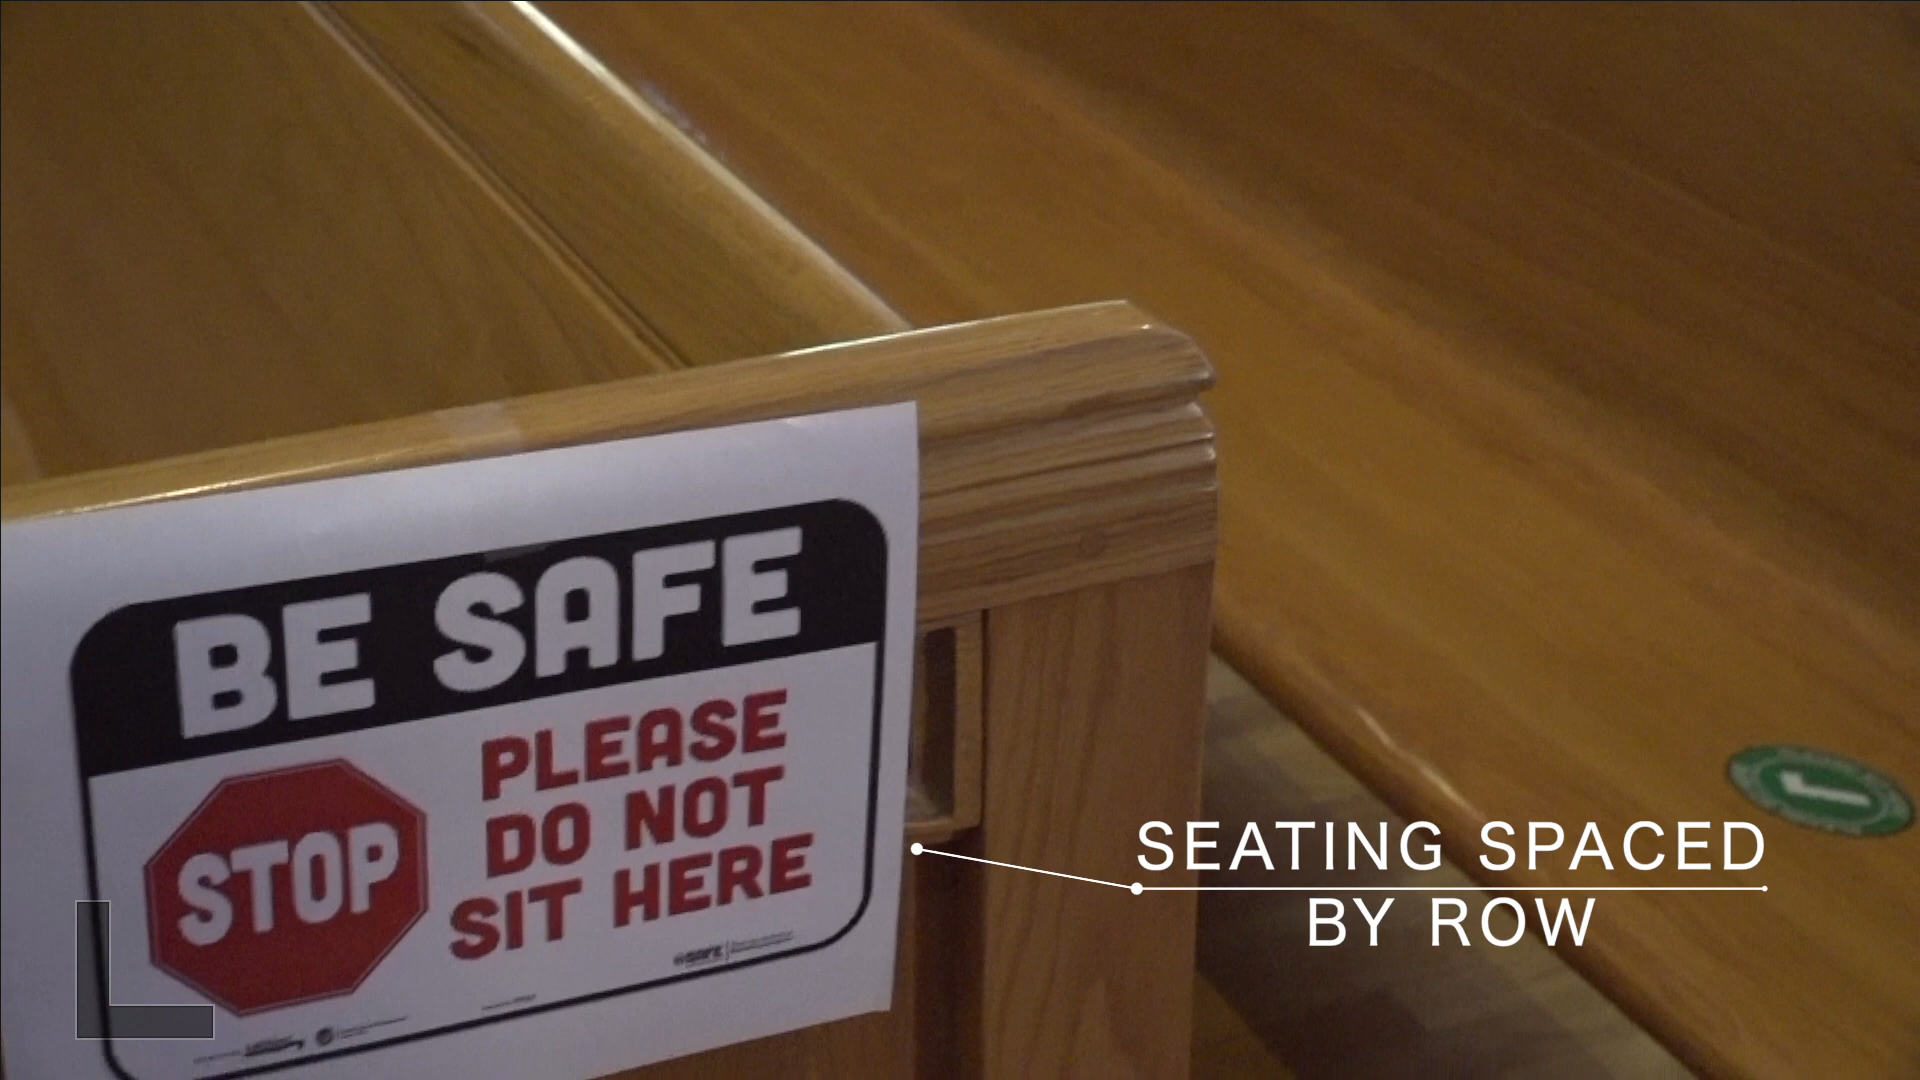 BE SAFE
STOP
PLEASE
DO NOT
SIT HERE
SEATING SPACED
BY ROW